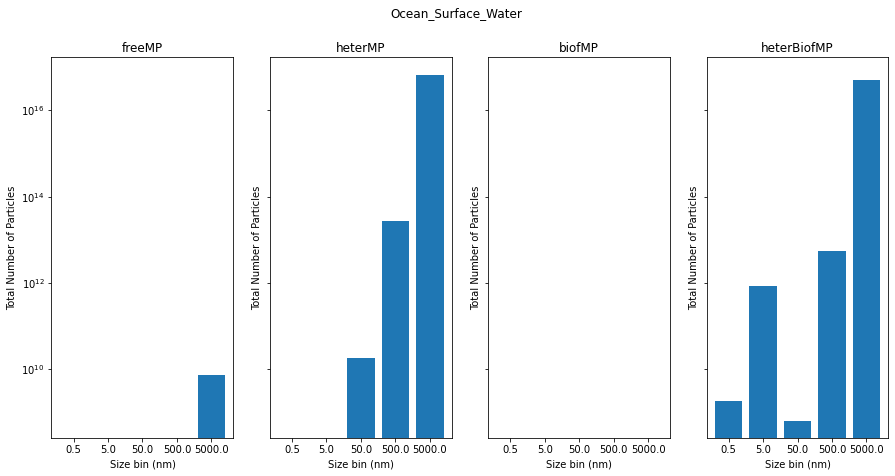 Ocean_Surface_Water
freeMP
heterMP
biofMP
heterBiofMP
Total Number of Particles
10^16
10^14
10^12
10^10
Total Number of Particles
Total Number of Particles
Total Number of Particles
0.5 5.0 50.0 500.0 5000.0
0.5 5.0 50.0 500.0 5000.0
0.5 5.0 50.0 500.0 5000.0
0.5 5.0 50.0 500.0 5000.0
Size bin (nm)
Size bin (nm)
Size bin (nm)
Size bin (nm)